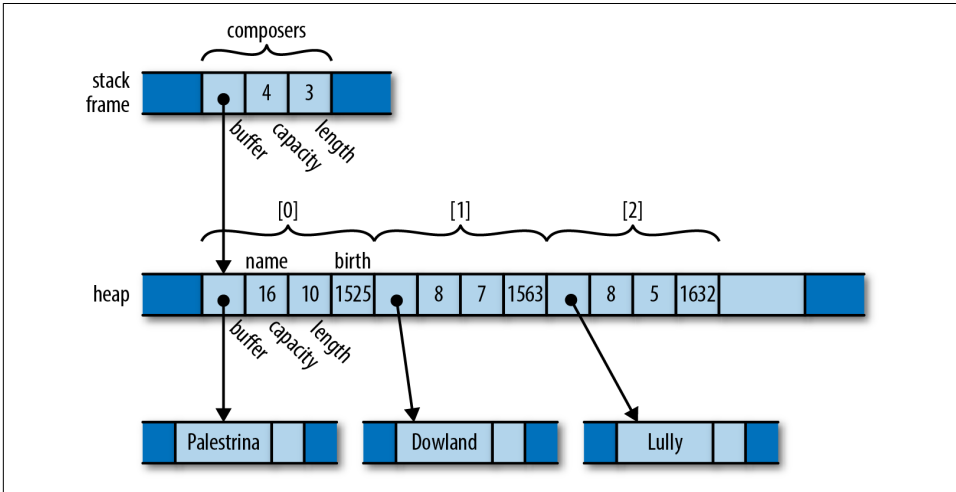 composers
stack
frame
4 3
buffer capacity length
[0] [1] [2]
name birth
heap
16 10 1525 8 7 1563 8 5 1632
buffer capacity length
Palestrina Dowland Lully